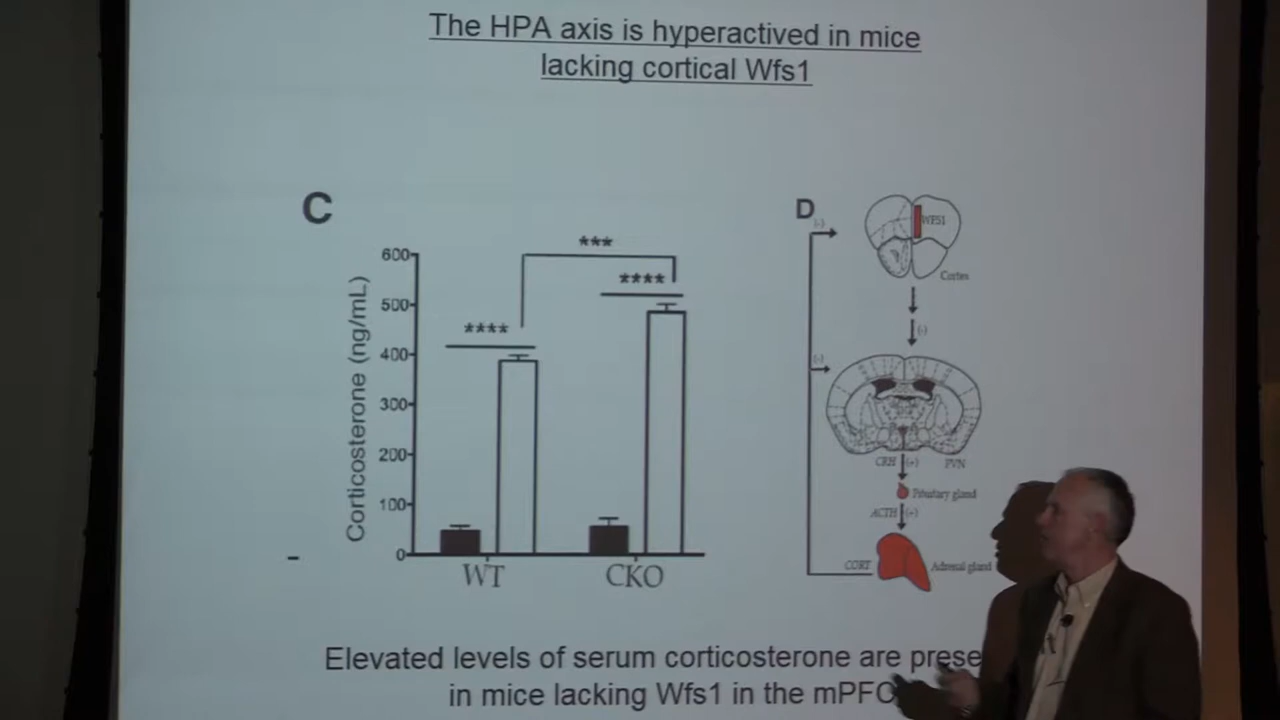 The HPA axis is hyperactived in mice
lacking cortical Wfs1
C
Corticosterone (ng/mL)
600
500
400
300
200
100
0
****
***
****
WT
CKO
D
(-)
WFS1
Cortex
(-)
(-)
CRH (+) PVN
Pituitary gland
ACTH (+)
CORT
Adrenal gland
Elevated levels of serum corticosterone are
in mice lacking Wfs1 in the mPFC